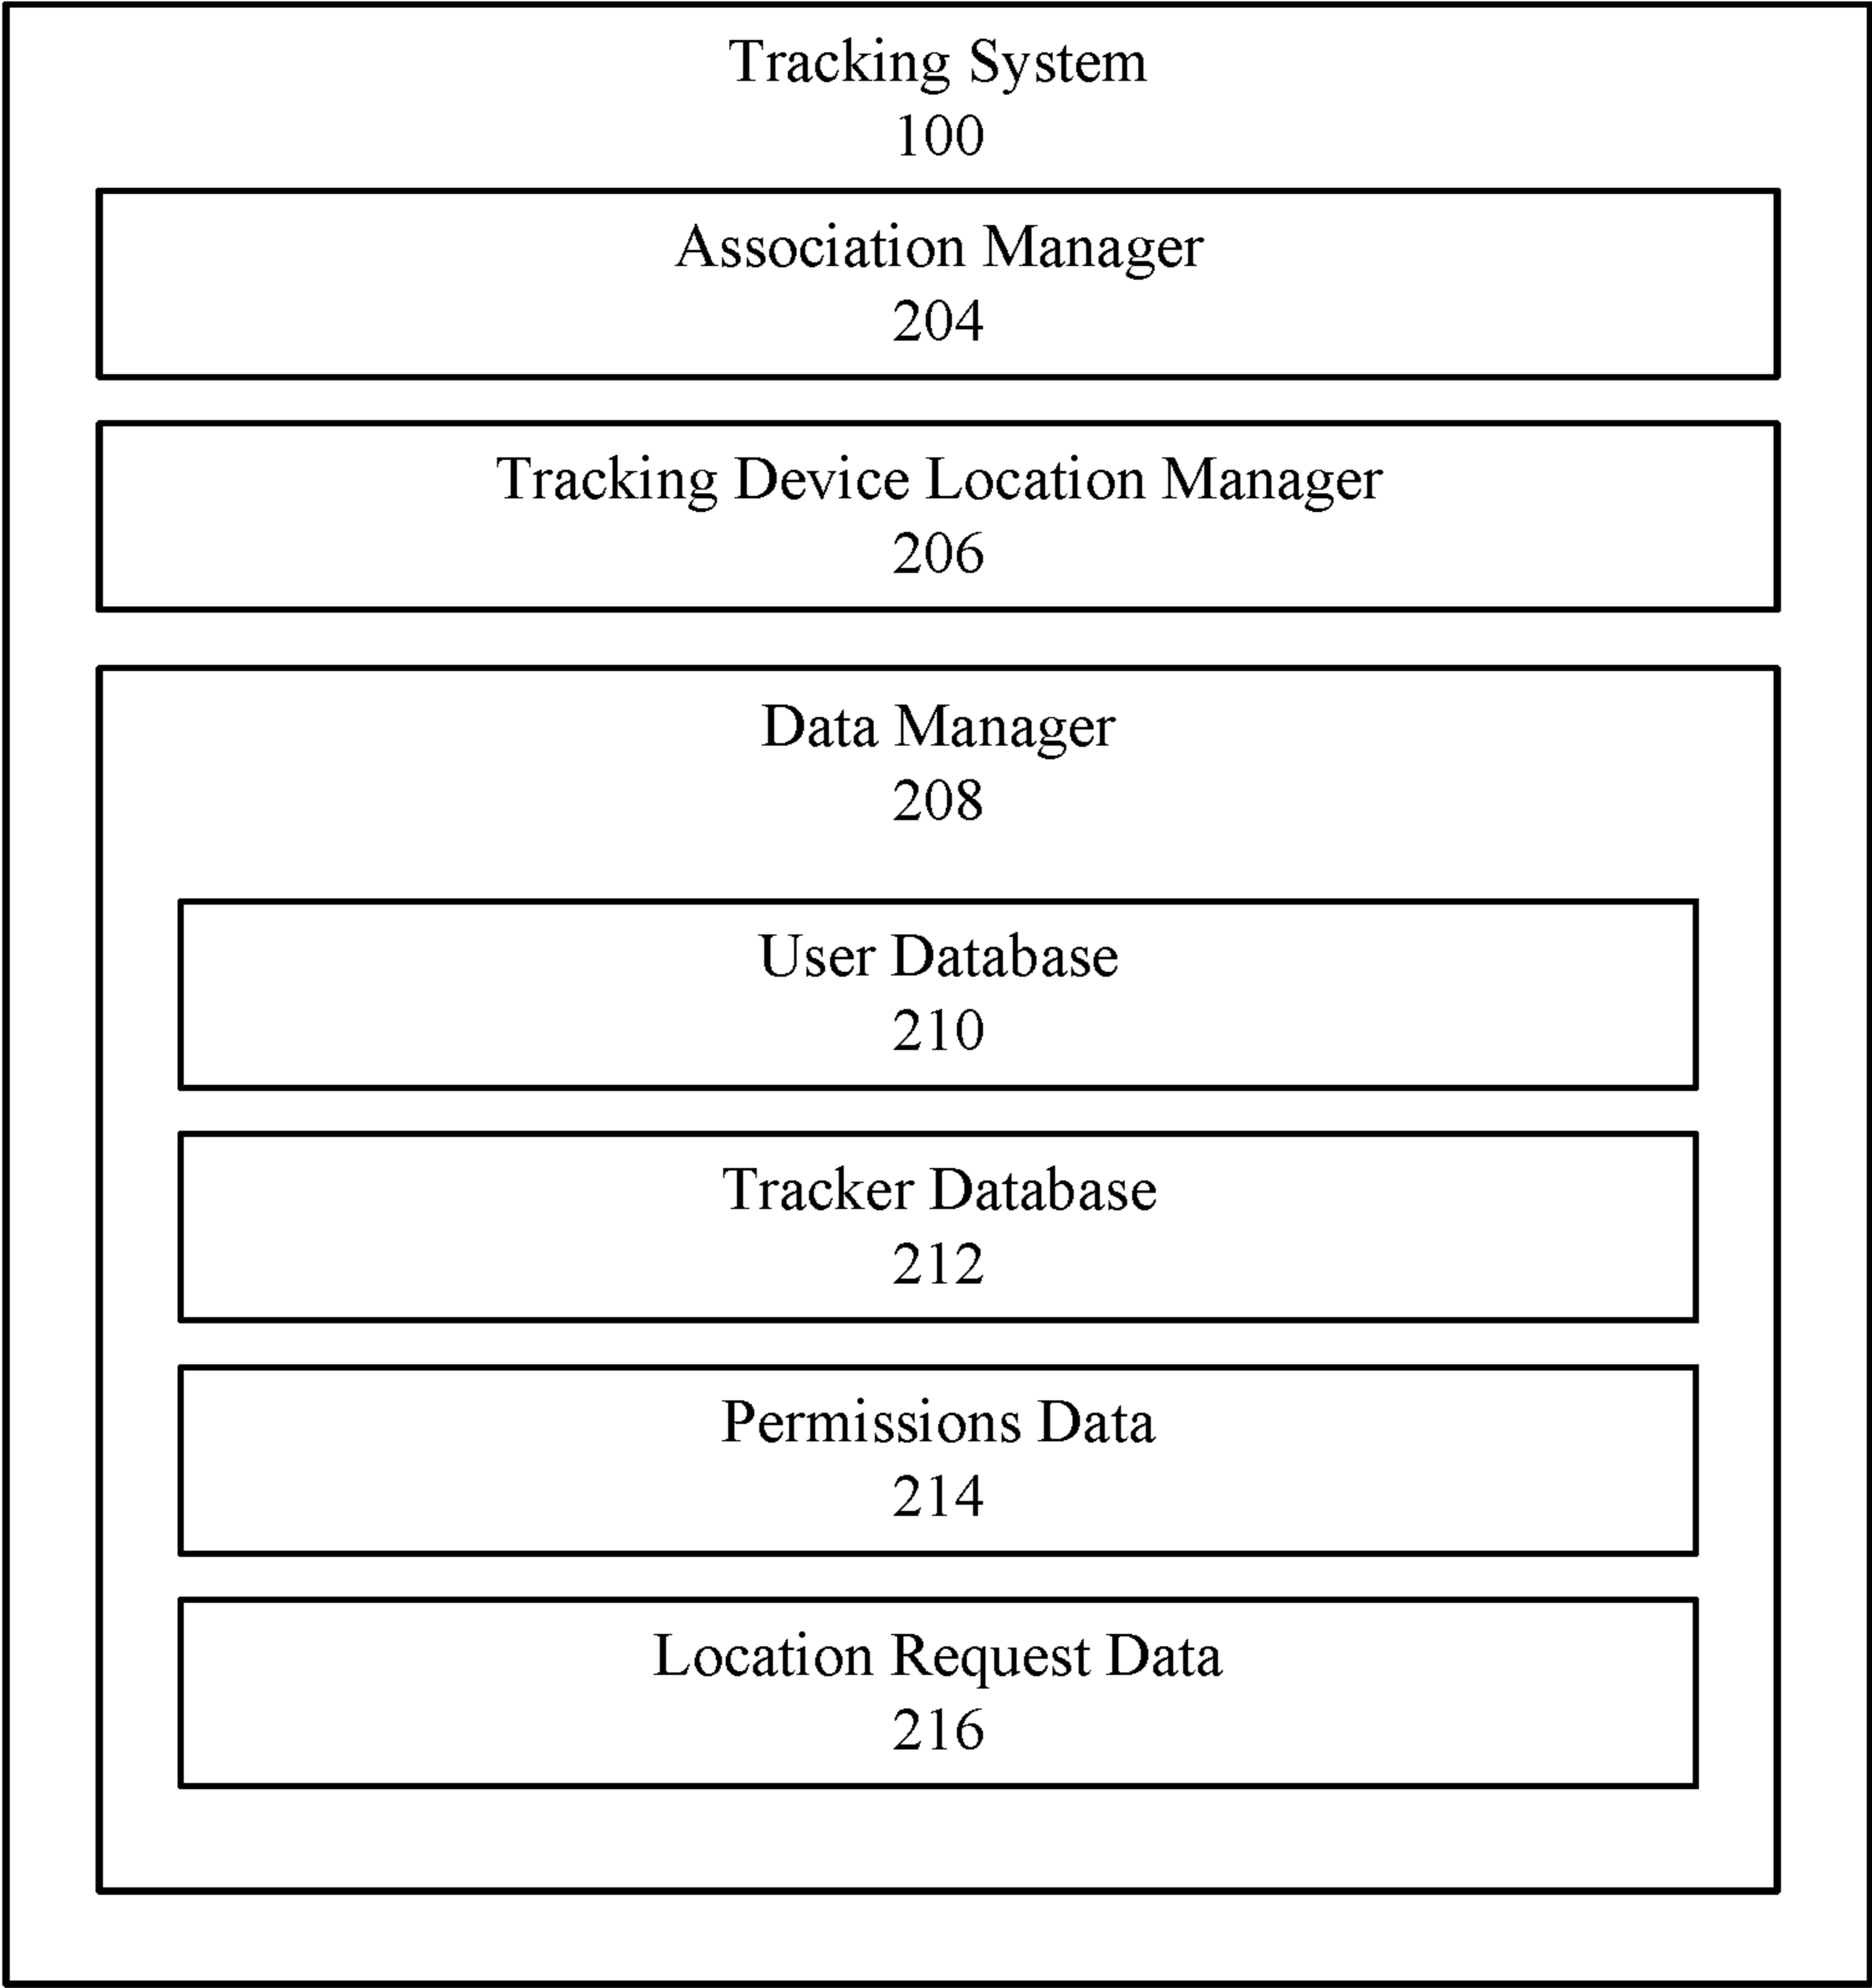 Tracking System
100
Association Manager
204
Tracking Device Location Manager
206
Data Manager
208
User Database
210
Tracker Database
212
Permissions Data
214
Location Request Data
216